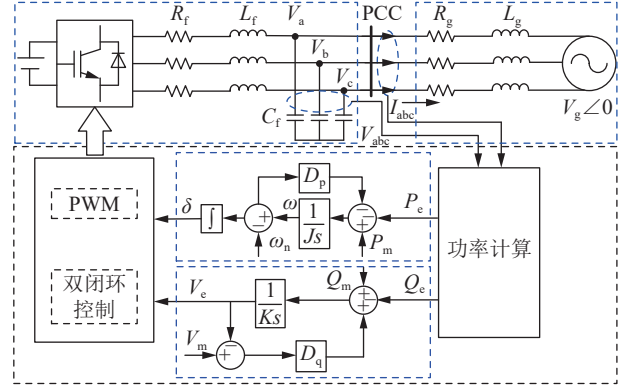 R_f L_f V_a PCC R_g L_g
V_b
V_c
C_f I_abc V_g∠0
V_abc
D_p
PWM δ ∫ − + ω 1/Js − − + P_e
ω_n P_m
功率计算
双闭环
控制
V_e 1/Ks Q_m + − + Q_e
V_m + − D_q